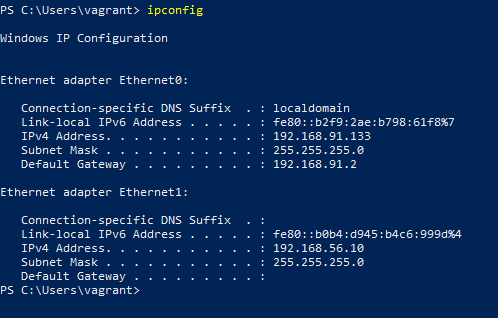 PS C:\Users\vagrant> ipconfig
Windows IP Configuration
Ethernet adapter Ethernet0:
Connection-specific DNS Suffix  . : localdomain
Link-local IPv6 Address . . . . . : fe80::b2f9:2ae:b798:61f8%7
IPv4 Address. . . . . . . . . . . : 192.168.91.133
Subnet Mask . . . . . . . . . . . : 255.255.255.0
Default Gateway . . . . . . . . . : 192.168.91.2
Ethernet adapter Ethernet1:
Connection-specific DNS Suffix  . :
Link-local IPv6 Address . . . . . : fe80::b0b4:d945:b4c6:999d%4
IPv4 Address. . . . . . . . . . . : 192.168.56.10
Subnet Mask . . . . . . . . . . . : 255.255.255.0
Default Gateway . . . . . . . . . :
PS C:\Users\vagrant>